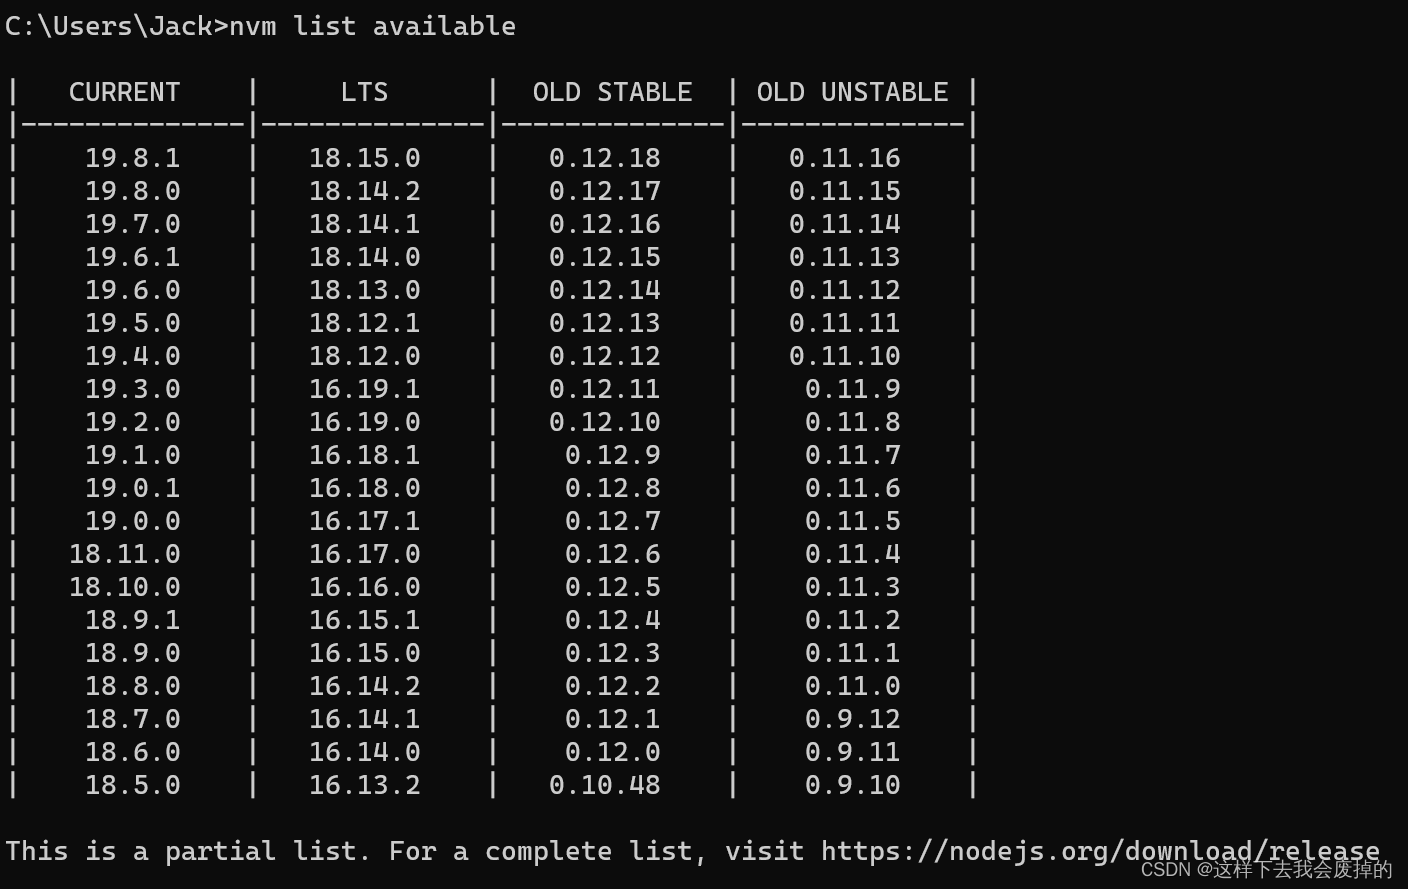 C:\Users\Jack>nvm list available
|   CURRENT    |     LTS      |  OLD STABLE  | OLD UNSTABLE |
|--------------|--------------|--------------|--------------|
|    19.8.1    |   18.15.0    |   0.12.18    |   0.11.16    |
|    19.8.0    |   18.14.2    |   0.12.17    |   0.11.15    |
|    19.7.0    |   18.14.1    |   0.12.16    |   0.11.14    |
|    19.6.1    |   18.14.0    |   0.12.15    |   0.11.13    |
|    19.6.0    |   18.13.0    |   0.12.14    |   0.11.12    |
|    19.5.0    |   18.12.1    |   0.12.13    |   0.11.11    |
|    19.4.0    |   18.12.0    |   0.12.12    |   0.11.10    |
|    19.3.0    |   16.19.1    |   0.12.11    |    0.11.9    |
|    19.2.0    |   16.19.0    |   0.12.10    |    0.11.8    |
|    19.1.0    |   16.18.1    |    0.12.9    |    0.11.7    |
|    19.0.1    |   16.18.0    |    0.12.8    |    0.11.6    |
|    19.0.0    |   16.17.1    |    0.12.7    |    0.11.5    |
|   18.11.0    |   16.17.0    |    0.12.6    |    0.11.4    |
|   18.10.0    |   16.16.0    |    0.12.5    |    0.11.3    |
|    18.9.1    |   16.15.1    |    0.12.4    |    0.11.2    |
|    18.9.0    |   16.15.0    |    0.12.3    |    0.11.1    |
|    18.8.0    |   16.14.2    |    0.12.2    |    0.11.0    |
|    18.7.0    |   16.14.1    |    0.12.1    |    0.9.12    |
|    18.6.0    |   16.14.0    |    0.12.0    |    0.9.11    |
|    18.5.0    |   16.13.2    |   0.10.48    |    0.9.10    |
This is a partial list. For a complete list, visit https://nodejs.org/download/release
CSDN @这样下去我会废掉的